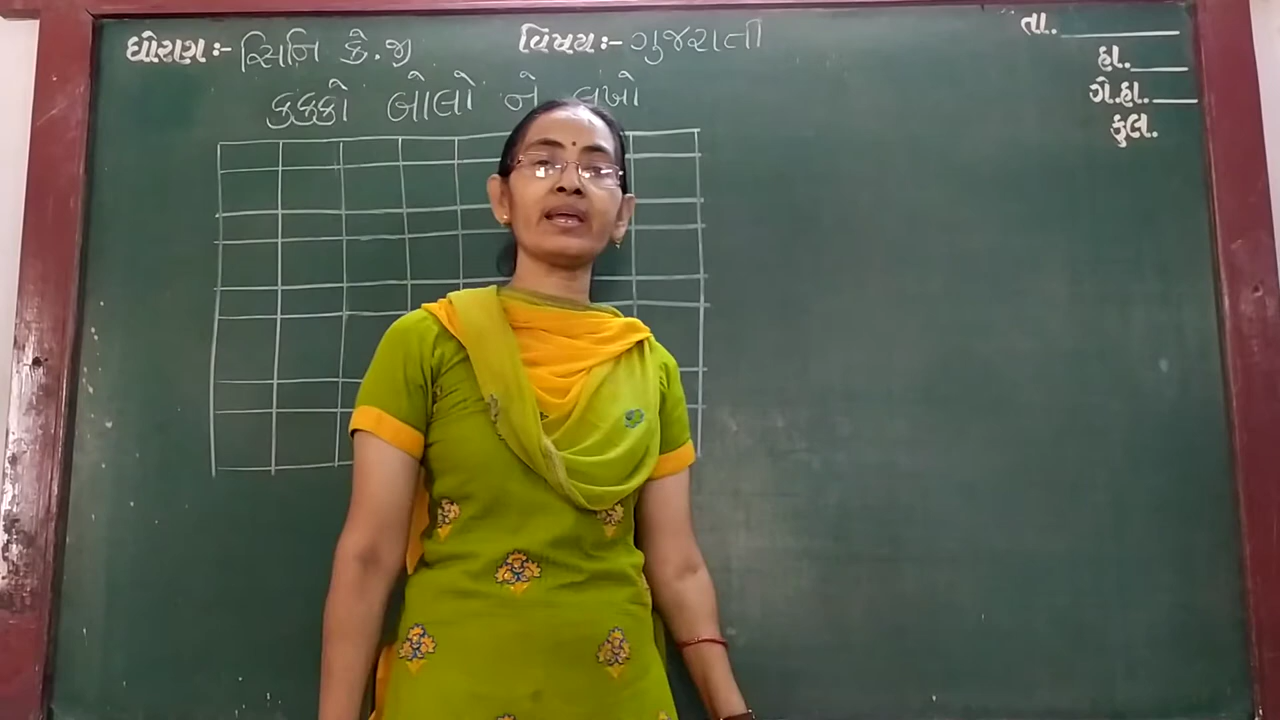 ધોરણ:- સિનિ કે.જી
વિષય:- ગુજરાતી
કક્કો બોલો ને લખો
તા.
હા.
ગે.હા.
કુલ.